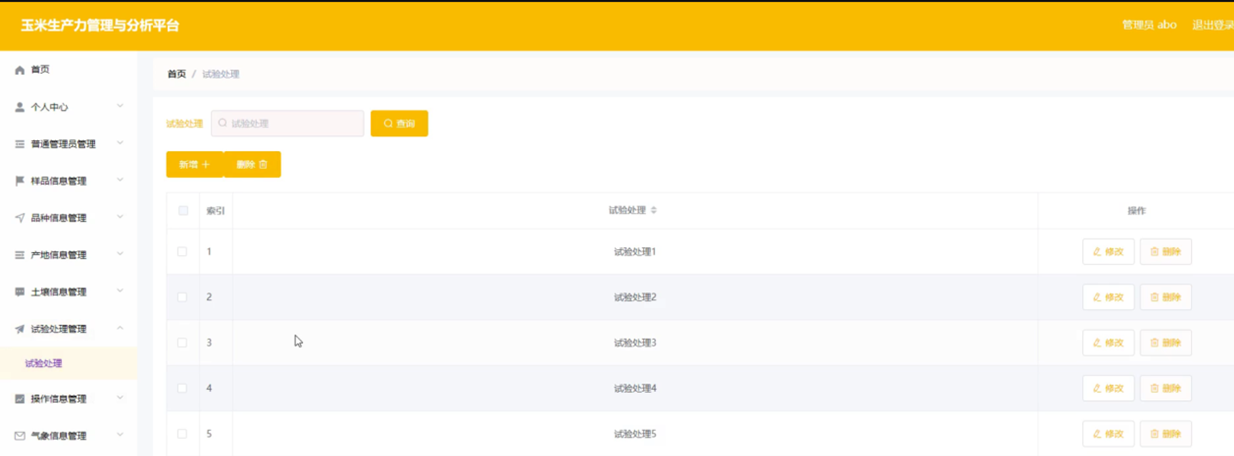 玉米生产力管理与分析平台
管理员 abo 退出登录
首页
个人中心
普通管理员管理
样品信息管理
品种信息管理
产地信息管理
土壤信息管理
试验处理管理
试验处理
操作信息管理
气象信息管理
首页 / 试验处理
试验处理 试验处理 查询
新增 + 删除
索引 试验处理 操作
1 试验处理1 修改 删除
2 试验处理2 修改 删除
3 试验处理3 修改 删除
4 试验处理4 修改 删除
5 试验处理5 修改 删除